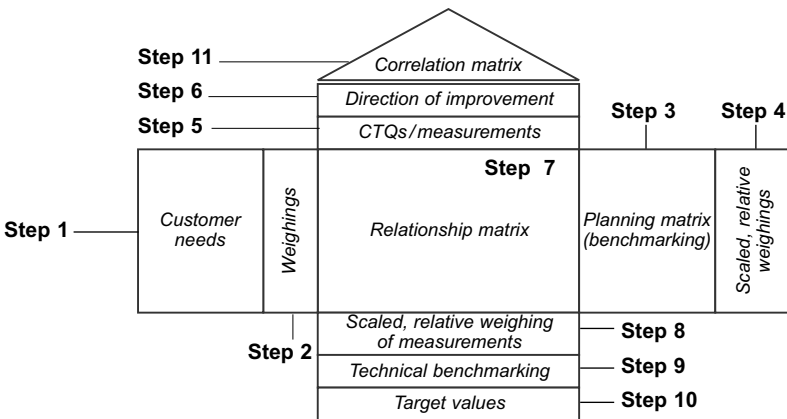 Step 11
Correlation matrix
Step 6
Direction of improvement
Step 5
CTQs/measurements
Step 3
Step 4
Step 7
Step 1
Customer
needs
Weighings
Relationship matrix
Planning matrix
(benchmarking)
Scaled, relative
weighings
Step 2
Scaled, relative weighing
of measurements
Step 8
Technical benchmarking
Step 9
Target values
Step 10